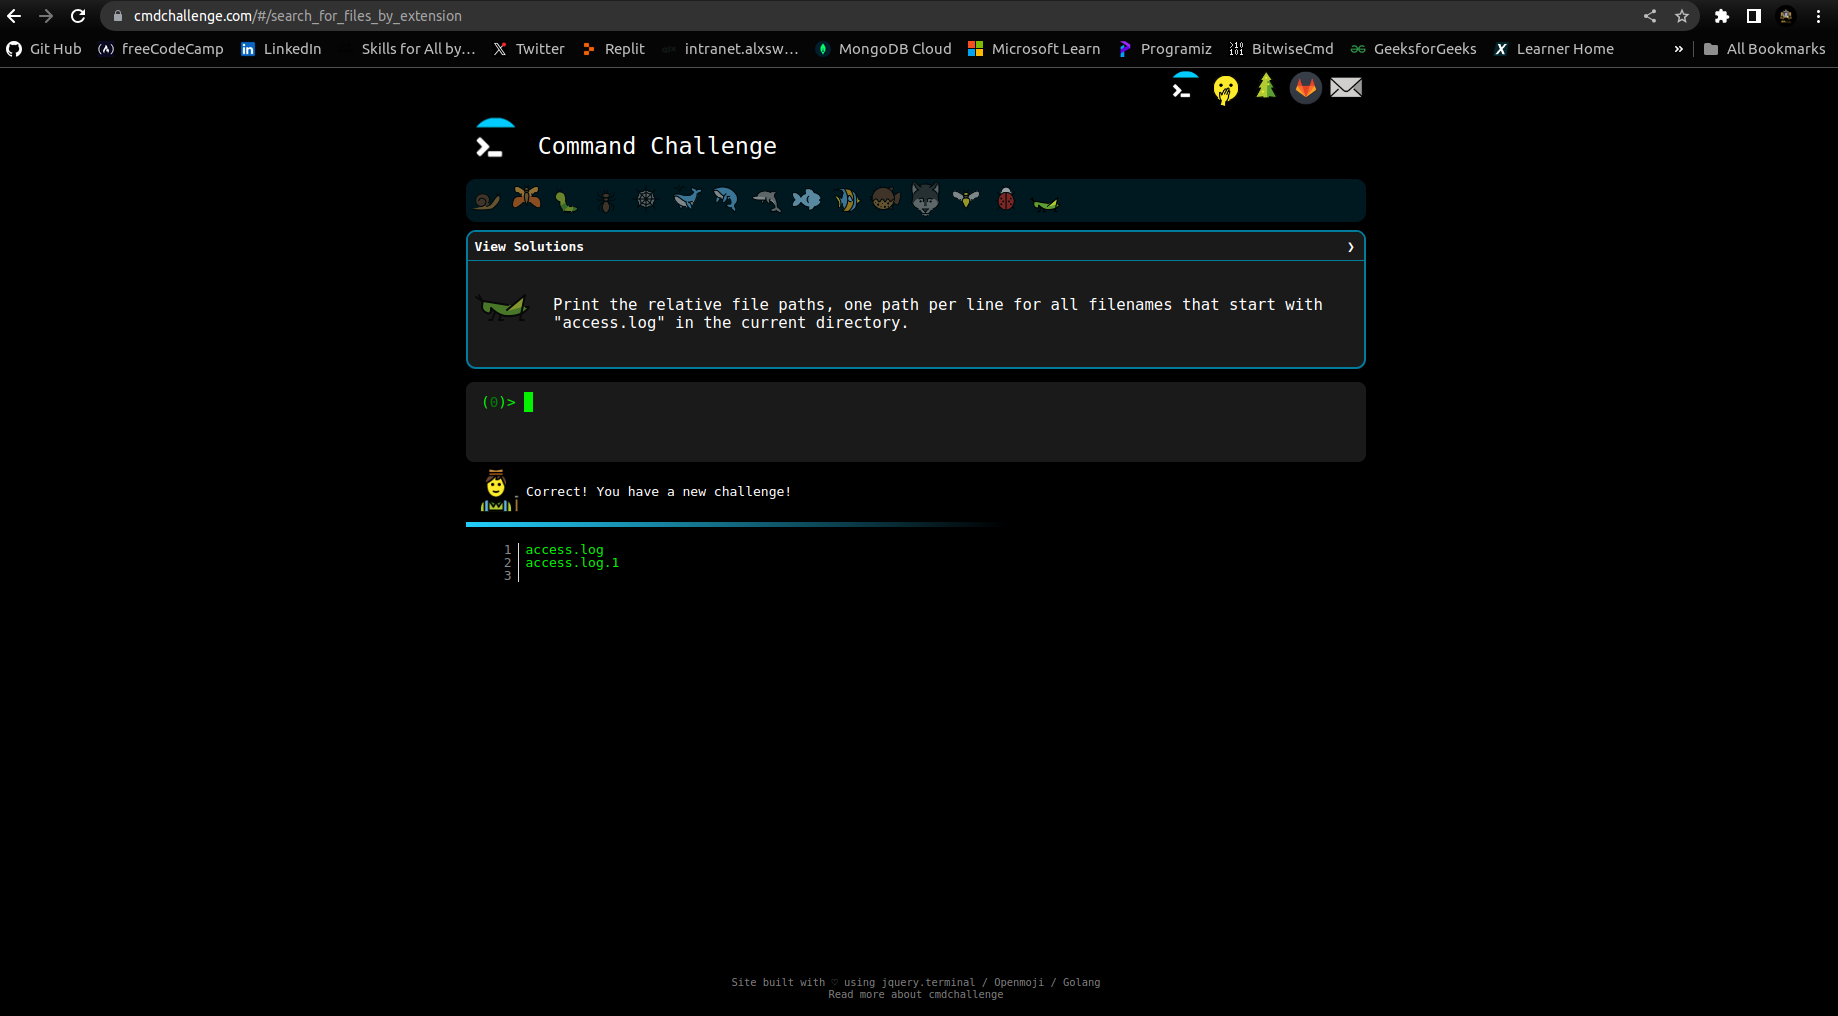 cmdchallenge.com/#/search_for_files_by_extension
Git Hub freeCodeCamp LinkedIn Skills for All by… Twitter Replit intranet.alxsw… MongoDB Cloud Microsoft Learn Programiz BitwiseCmd GeeksforGeeks Learner Home » All Bookmarks
Command Challenge
View Solutions ❯
Print the relative file paths, one path per line for all filenames that start with
"access.log" in the current directory.
(0)>
Correct! You have a new challenge!
1 access.log
2 access.log.1
3
Site built with ♡ using jquery.terminal / Openmoji / Golang
Read more about cmdchallenge